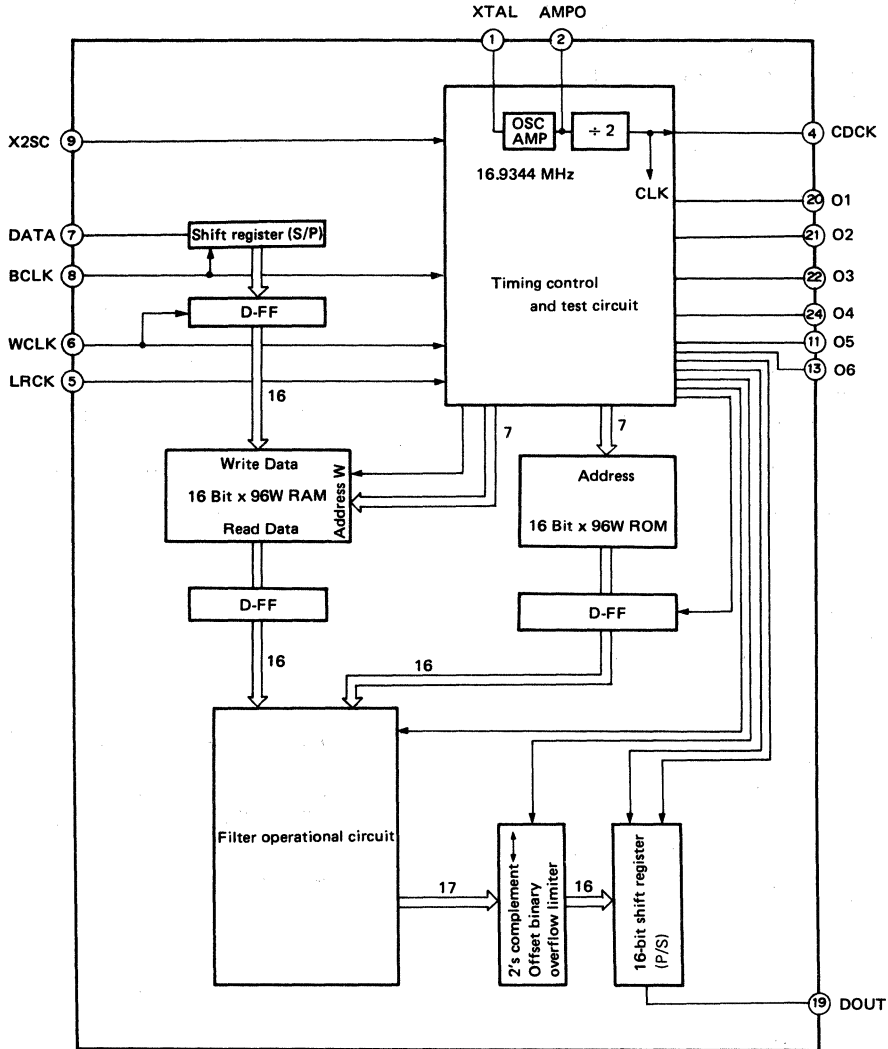 XTAL AMPO
1 2
X2SC 9
OSC AMP
÷ 2
4 CDCK
16.9344 MHz
CLK
20 O1
DATA 7
Shift register (S/P)
21 O2
BCLK 8
22 O3
Timing control
and test circuit
D-FF
24 O4
WCLK 6
11 O5
13 O6
LRCK 5
16
7
7
Write Data
16 Bit x 96W RAM
Read Data
Address W
Address
16 Bit x 96W ROM
D-FF
D-FF
16
16
Filter operational circuit
17
2's complement ↔
Offset binary
overflow limiter
16
16-bit shift register
(P/S)
19 DOUT